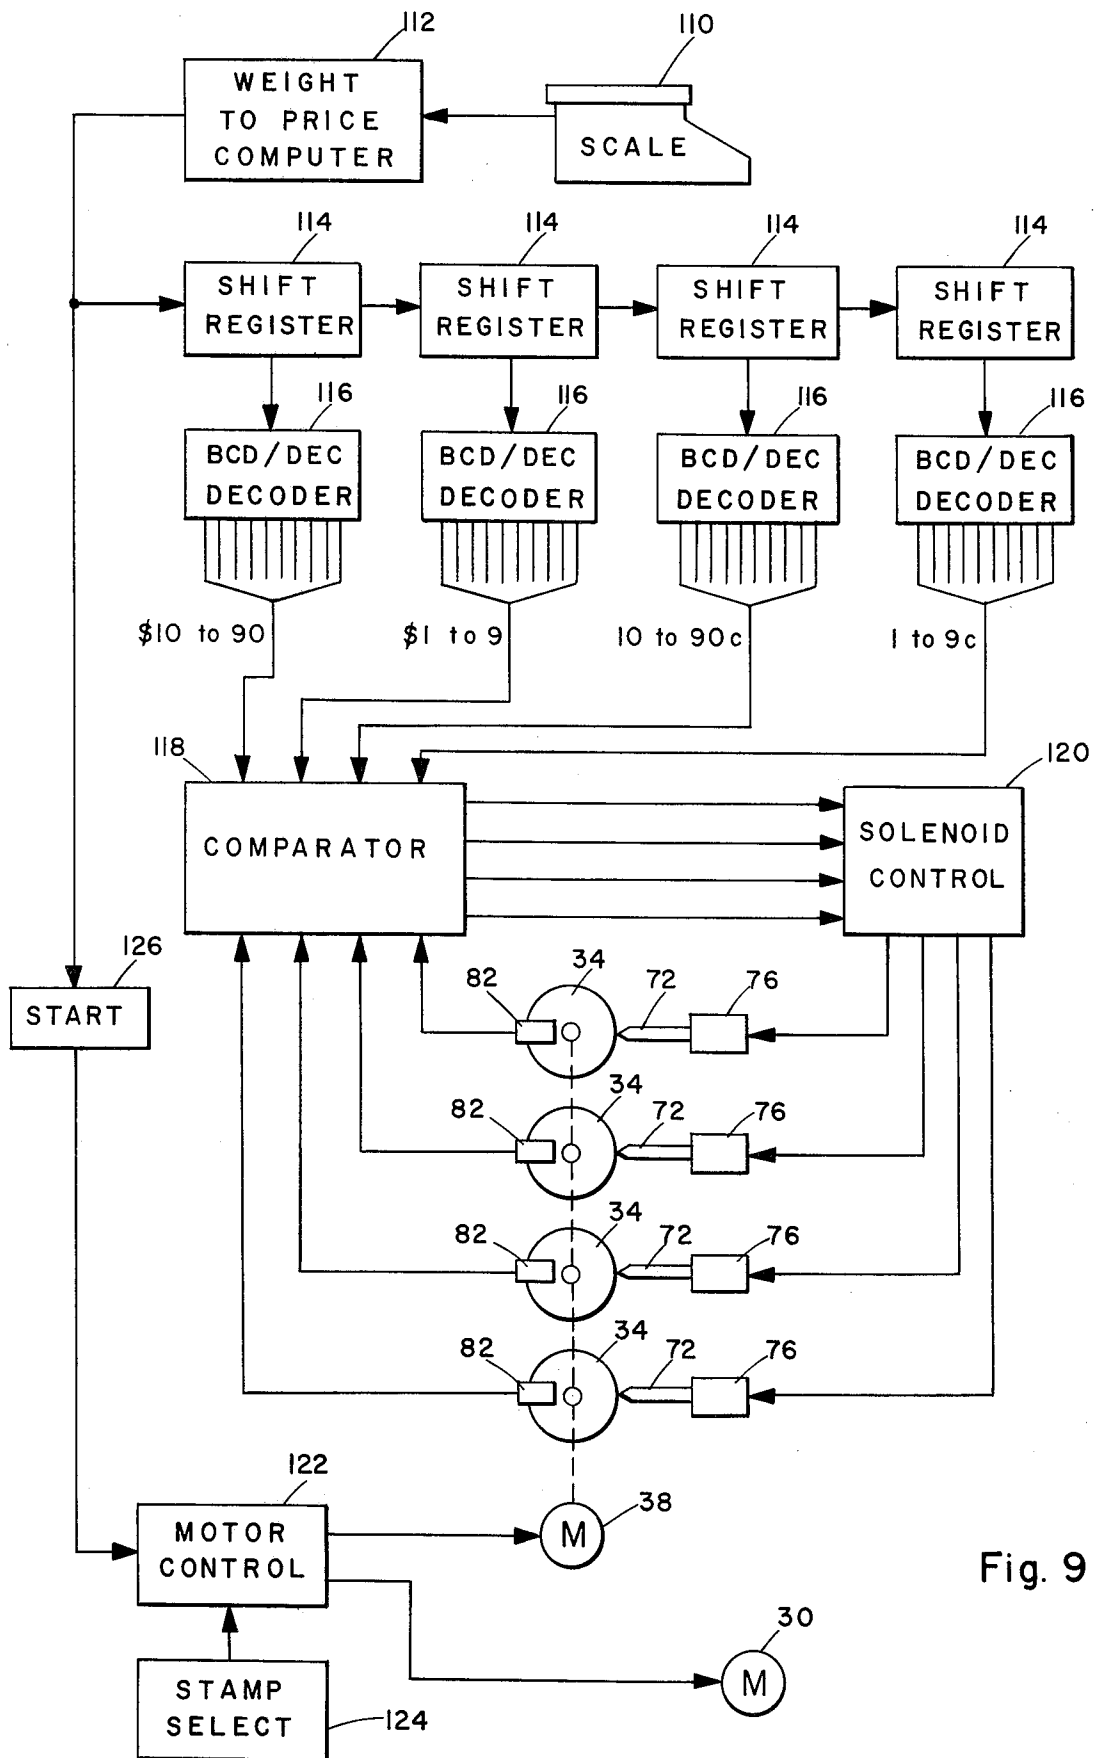 112
110
WEIGHT
TO PRICE
COMPUTER
SCALE
114
114
114
114
SHIFT
REGISTER
SHIFT
REGISTER
SHIFT
REGISTER
SHIFT
REGISTER
116
116
116
116
BCD/DEC
DECODER
BCD/DEC
DECODER
BCD/DEC
DECODER
BCD/DEC
DECODER
$10 to 90
$1 to 9
10 to 90c
1 to 9c
118
120
COMPARATOR
SOLENOID
CONTROL
126
START
82
34
72
76
82
34
72
76
82
34
72
76
82
34
72
76
122
MOTOR
CONTROL
M
38
Fig. 9
30
M
STAMP
SELECT
124